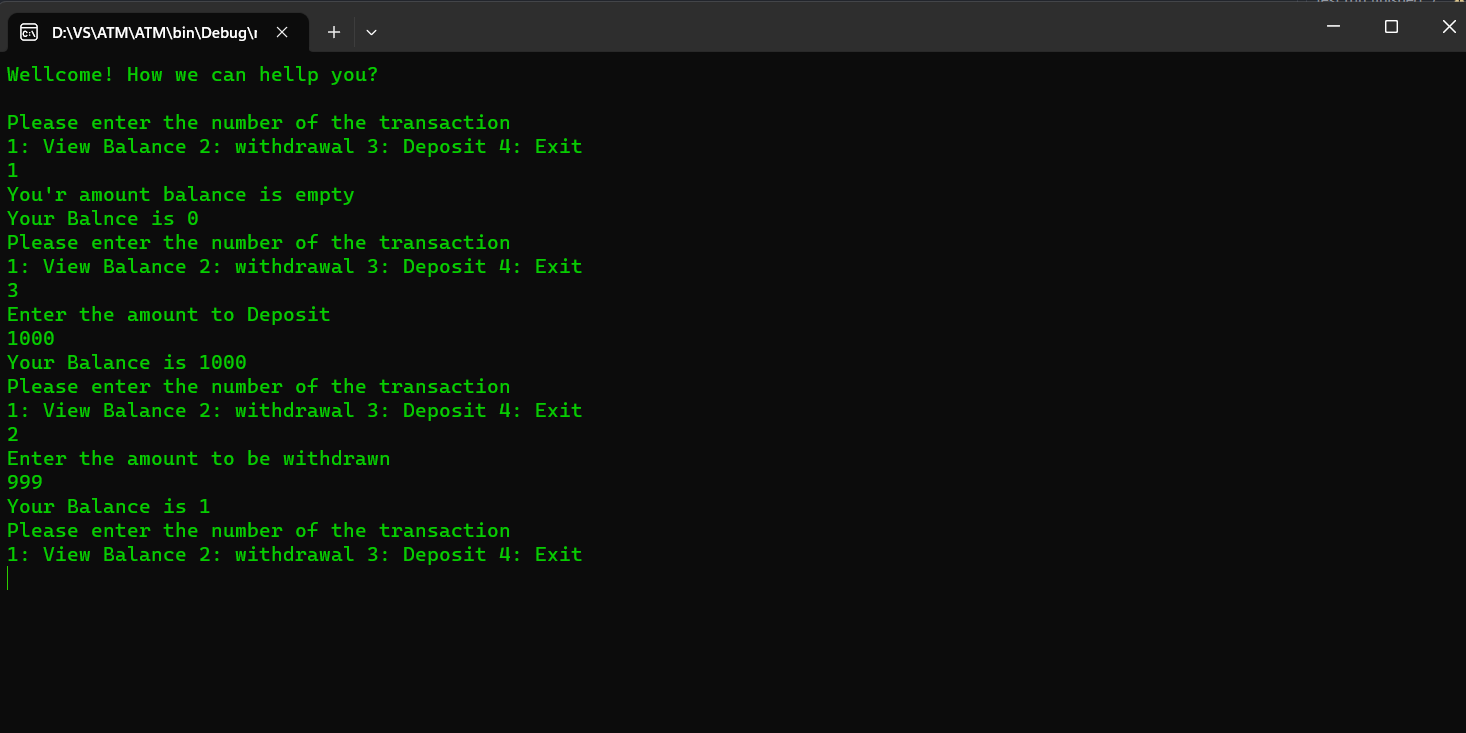 D:\VS\ATM\ATM\bin\Debug\
Wellcome! How we can hellp you?
Please enter the number of the transaction
1: View Balance 2: withdrawal 3: Deposit 4: Exit
1
You'r amount balance is empty
Your Balnce is 0
Please enter the number of the transaction
1: View Balance 2: withdrawal 3: Deposit 4: Exit
3
Enter the amount to Deposit
1000
Your Balance is 1000
Please enter the number of the transaction
1: View Balance 2: withdrawal 3: Deposit 4: Exit
2
Enter the amount to be withdrawn
999
Your Balance is 1
Please enter the number of the transaction
1: View Balance 2: withdrawal 3: Deposit 4: Exit